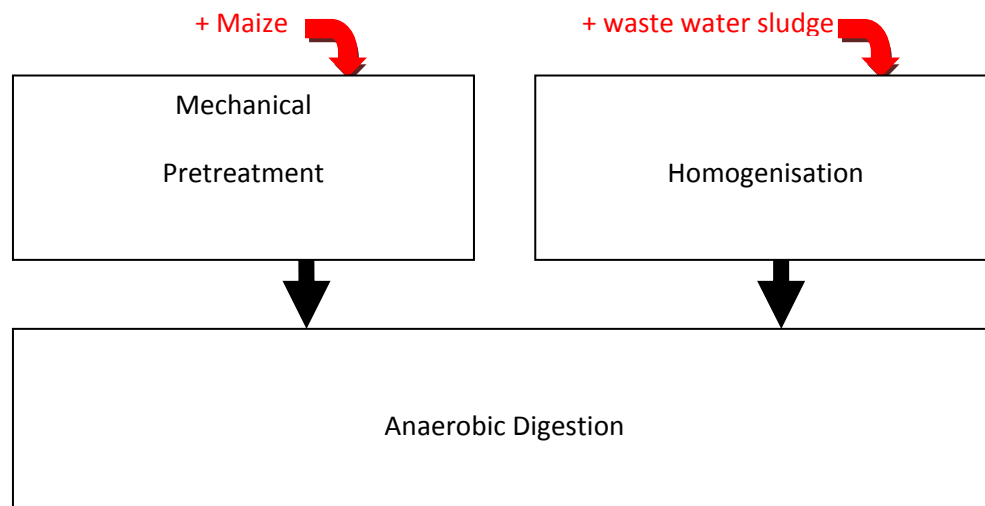 + Maize
+ waste water sludge
Mechanical
Pretreatment
Homogenisation
Anaerobic Digestion